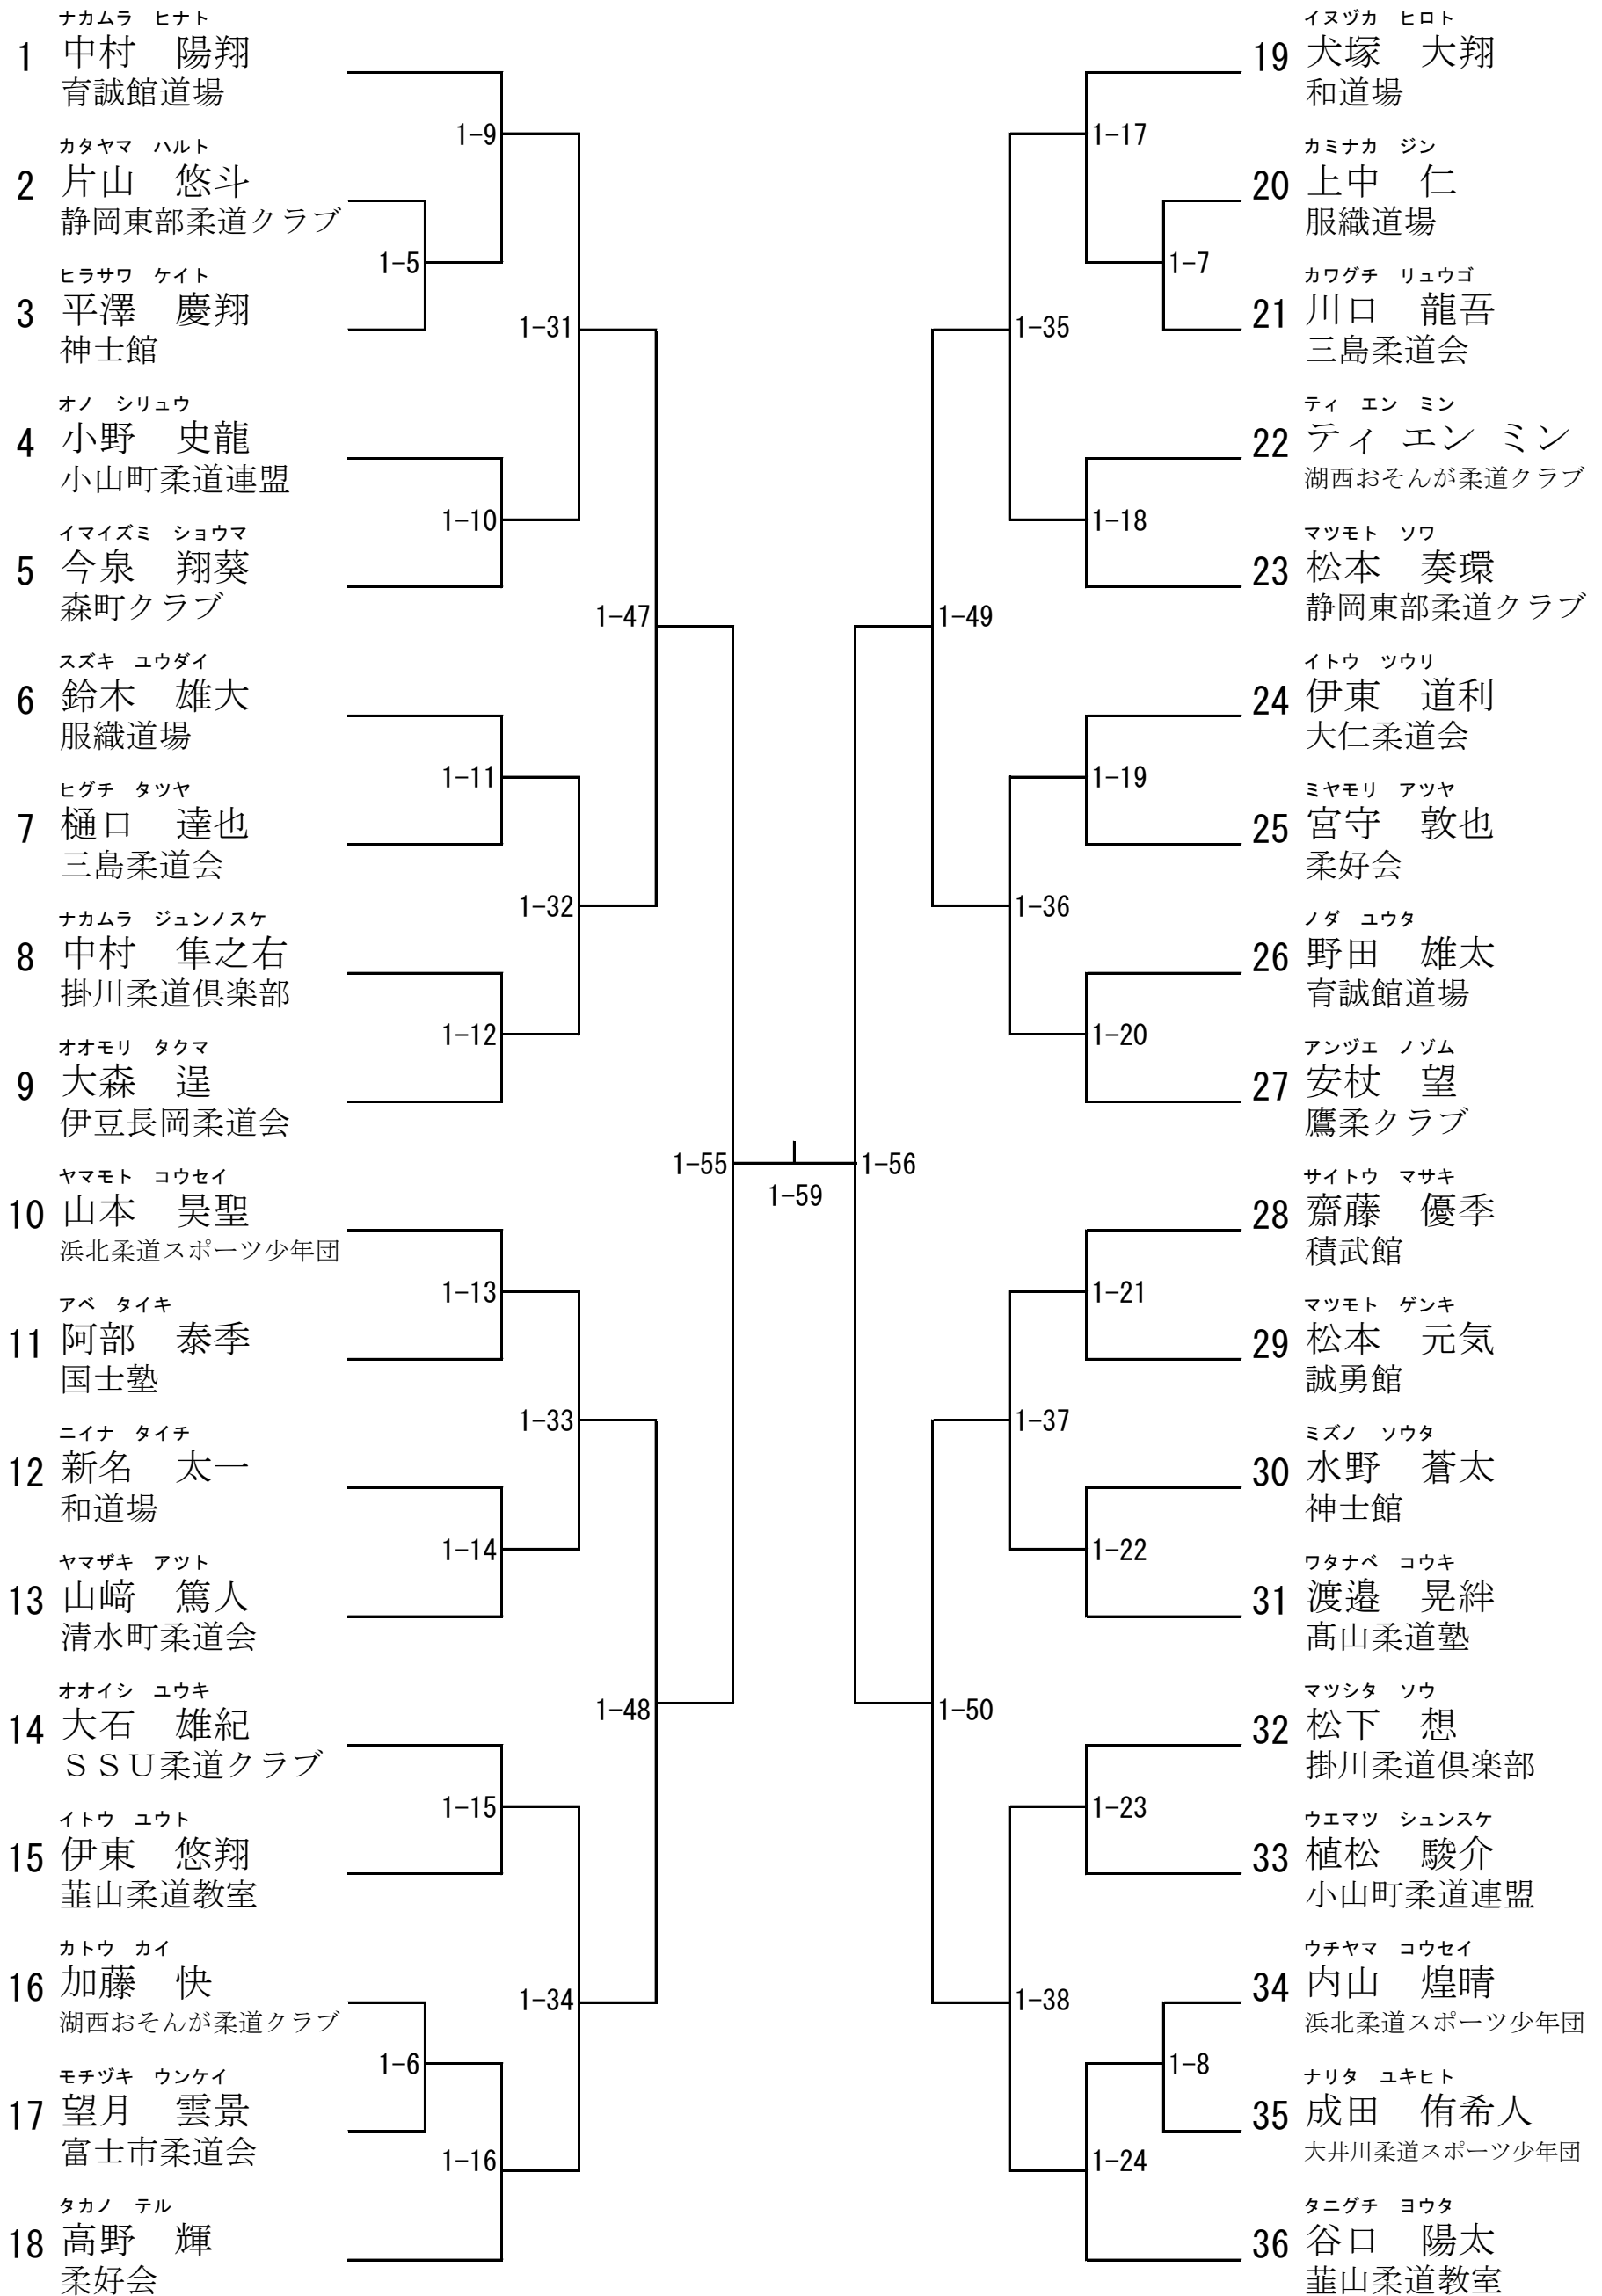 ナカムラ ヒナト
1 中村 陽翔
育誠館道場
カタヤマ ハルト
2 片山 悠斗
静岡東部柔道クラブ
ヒラサワ ケイト
3 平澤 慶翔
神士館
オノ シリュウ
4 小野 史龍
小山町柔道連盟
イマイズミ ショウマ
5 今泉 翔葵
森町クラブ
スズキ ユウダイ
6 鈴木 雄大
服織道場
ヒグチ タツヤ
7 樋口 達也
三島柔道会
ナカムラ ジュンノスケ
8 中村 隼之右
掛川柔道倶楽部
オオモリ タクマ
9 大森 逞
伊豆長岡柔道会
ヤマモト コウセイ
10 山本 昊聖
浜北柔道スポーツ少年団
アベ タイキ
11 阿部 泰季
国士塾
ニイナ タイチ
12 新名 太一
和道場
ヤマザキ アツト
13 山﨑 篤人
清水町柔道会
オオイシ ユウキ
14 大石 雄紀
ＳＳＵ柔道クラブ
イトウ ユウト
15 伊東 悠翔
韮山柔道教室
カトウ カイ
16 加藤 快
湖西おそんが柔道クラブ
モチヅキ ウンケイ
17 望月 雲景
富士市柔道会
タカノ テル
18 高野 輝
柔好会
1-9
1-5
1-31
1-10
1-47
1-11
1-32
1-12
1-55
1-13
1-33
1-14
1-48
1-15
1-34
1-6
1-16
1-59
1-17
1-7
1-35
1-18
1-49
1-19
1-36
1-20
1-56
1-21
1-37
1-22
1-50
1-23
1-38
1-8
1-24
イヌヅカ ヒロト
19 犬塚 大翔
和道場
カミナカ ジン
20 上中 仁
服織道場
カワグチ リュウゴ
21 川口 龍吾
三島柔道会
ティ エン ミン
22 ティ エン ミン
湖西おそんが柔道クラブ
マツモト ソワ
23 松本 奏環
静岡東部柔道クラブ
イトウ ツウリ
24 伊東 道利
大仁柔道会
ミヤモリ アツヤ
25 宮守 敦也
柔好会
ノダ ユウタ
26 野田 雄太
育誠館道場
アンヅエ ノゾム
27 安杖 望
鷹柔クラブ
サイトウ マサキ
28 齋藤 優季
積武館
マツモト ゲンキ
29 松本 元気
誠勇館
ミズノ ソウタ
30 水野 蒼太
神士館
ワタナベ コウキ
31 渡邉 晃絆
髙山柔道塾
マツシタ ソウ
32 松下 想
掛川柔道倶楽部
ウエマツ シュンスケ
33 植松 駿介
小山町柔道連盟
ウチヤマ コウセイ
34 内山 煌晴
浜北柔道スポーツ少年団
ナリタ ユキヒト
35 成田 侑希人
大井川柔道スポーツ少年団
タニグチ ヨウタ
36 谷口 陽太
韮山柔道教室